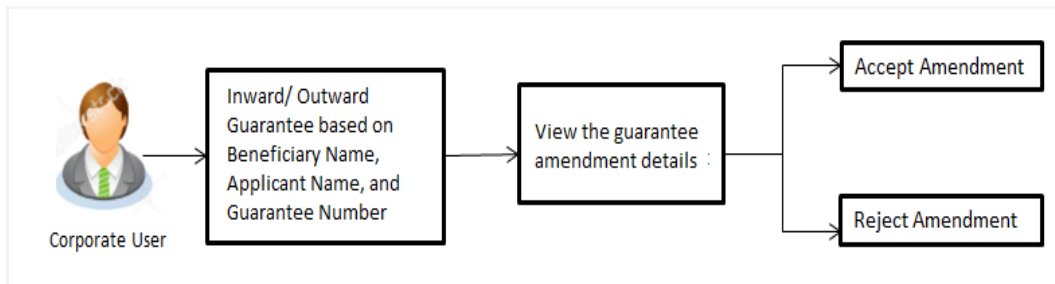 Corporate User
Inward/ Outward
Guarantee based on
Beneficiary Name,
Applicant Name, and
Guarantee Number
View the guarantee
amendment details :
Accept Amendment
Reject Amendment